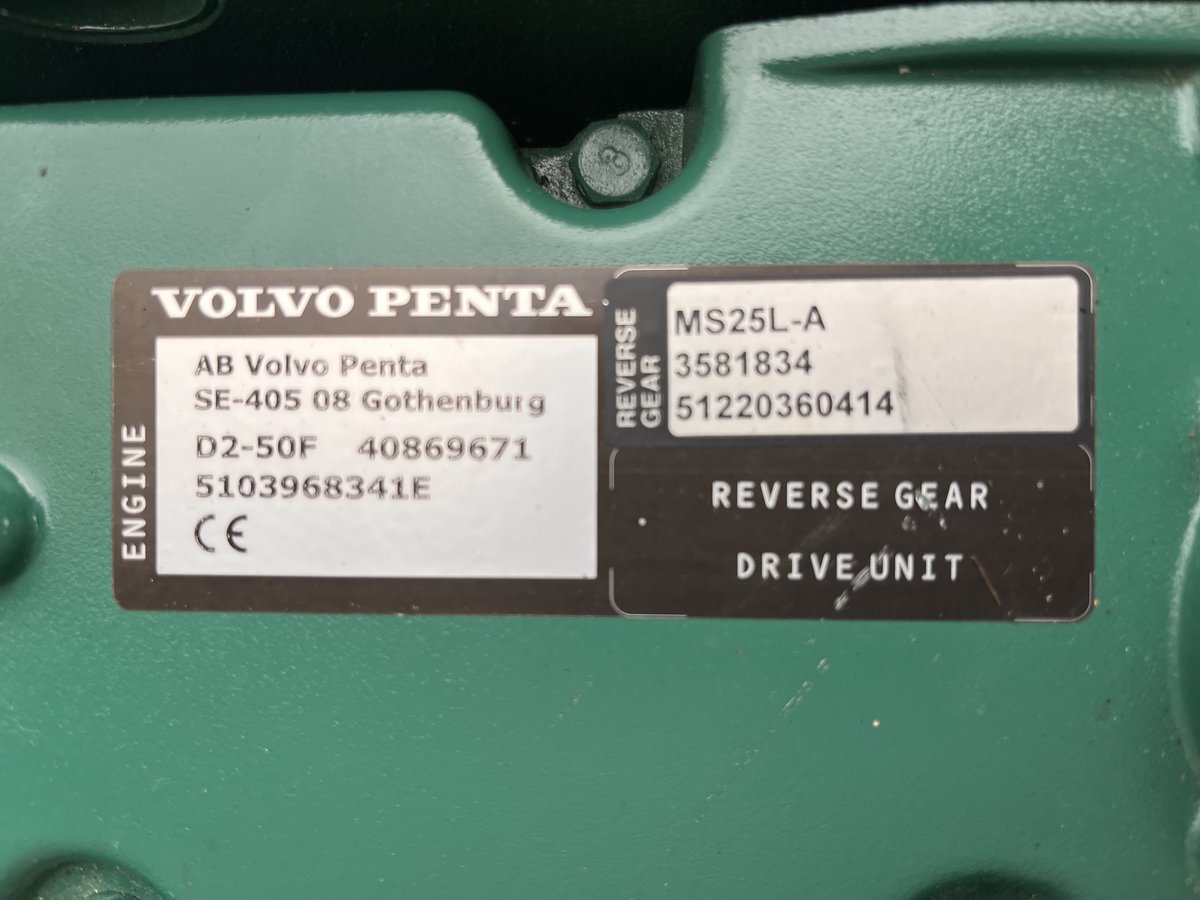 8
VOLVO PENTA
ENGINE
AB Volvo Penta
SE-405 08 Gothenburg
D2-50F 40869671
5103968341E
CE
REVERSE
GEAR
MS25L-A
3581834
51220360414
REVERSE GEAR
DRIVE UNIT